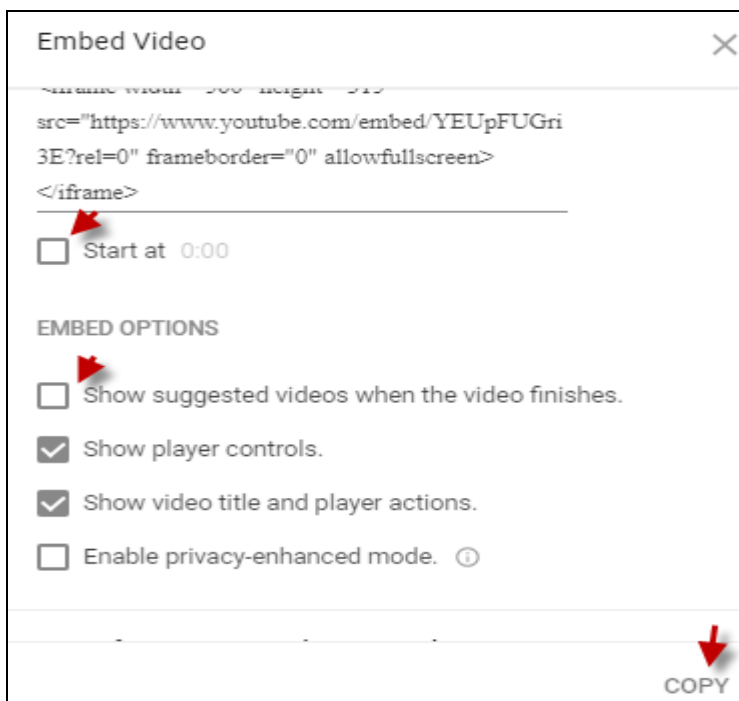 Embed Video
src="https://www.youtube.com/embed/YEUpFUGri
3E?rel=0" frameborder="0" allowfullscreen>
</iframe>
Start at 0:00
EMBED OPTIONS
Show suggested videos when the video finishes.
Show player controls.
Show video title and player actions.
Enable privacy-enhanced mode.
COPY